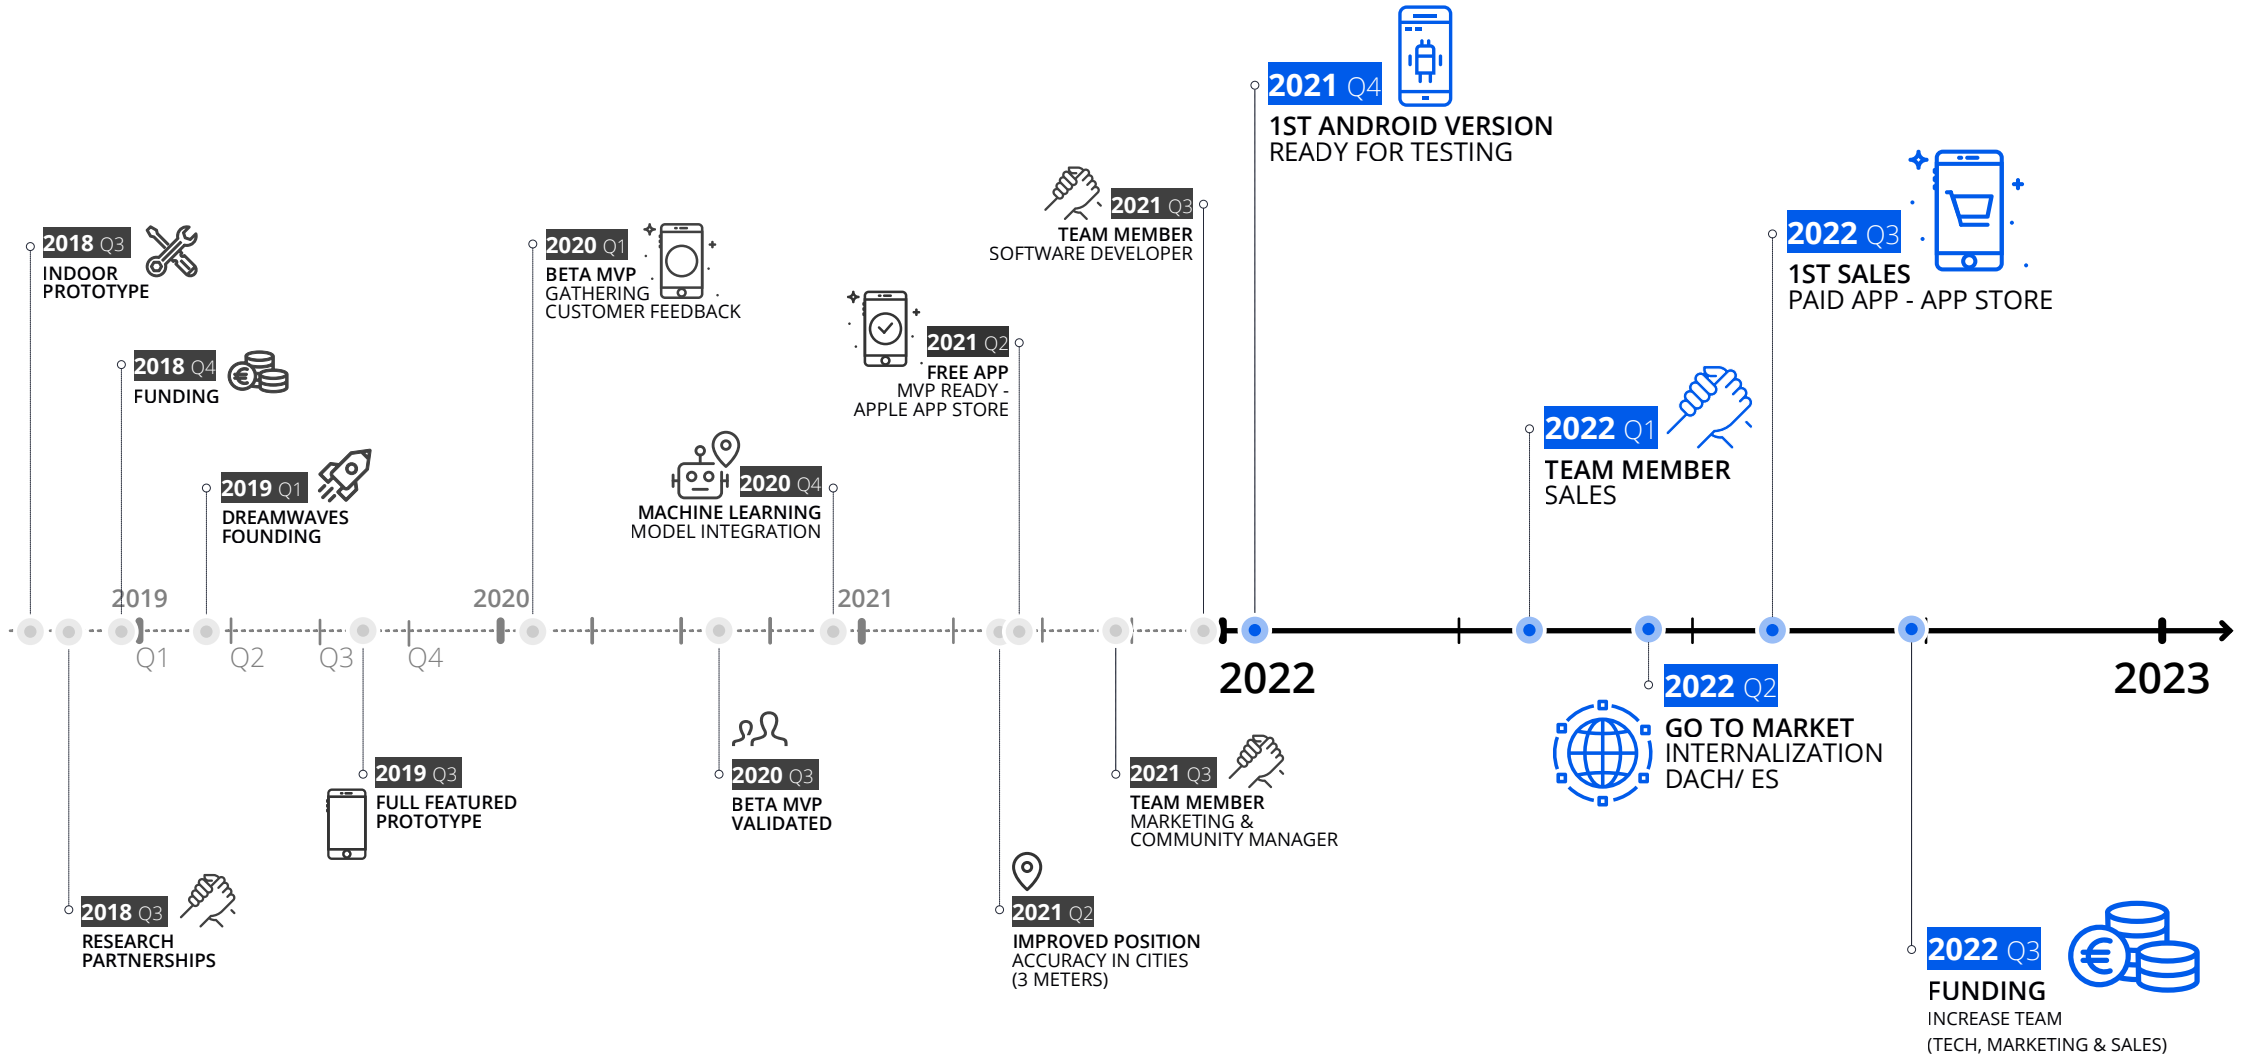 2021 Q4
1ST ANDROID VERSION
READY FOR TESTING
2021 Q3
TEAM MEMBER
SOFTWARE DEVELOPER
2022 Q3
1ST SALES
PAID APP - APP STORE
2018 Q3
INDOOR
PROTOTYPE
2020 Q1
BETA MVP
GATHERING
CUSTOMER FEEDBACK
2021 Q2
FREE APP
MVP READY -
APPLE APP STORE
2018 Q4
FUNDING
2022 Q1
TEAM MEMBER
SALES
2019 Q1
DREAMWAVES
FOUNDING
2020 Q4
MACHINE LEARNING
MODEL INTEGRATION
2019
2020
2021
Q1
Q2
Q3
Q4
2022
2023
2022 Q2
GO TO MARKET
INTERNALIZATION
DACH/ ES
2019 Q3
FULL FEATURED
PROTOTYPE
2020 Q3
BETA MVP
VALIDATED
2021 Q3
TEAM MEMBER
MARKETING &
COMMUNITY MANAGER
2018 Q3
RESEARCH
PARTNERSHIPS
2021 Q2
IMPROVED POSITION
ACCURACY IN CITIES
(3 METERS)
2022 Q3
FUNDING
INCREASE TEAM
(TECH, MARKETING & SALES)